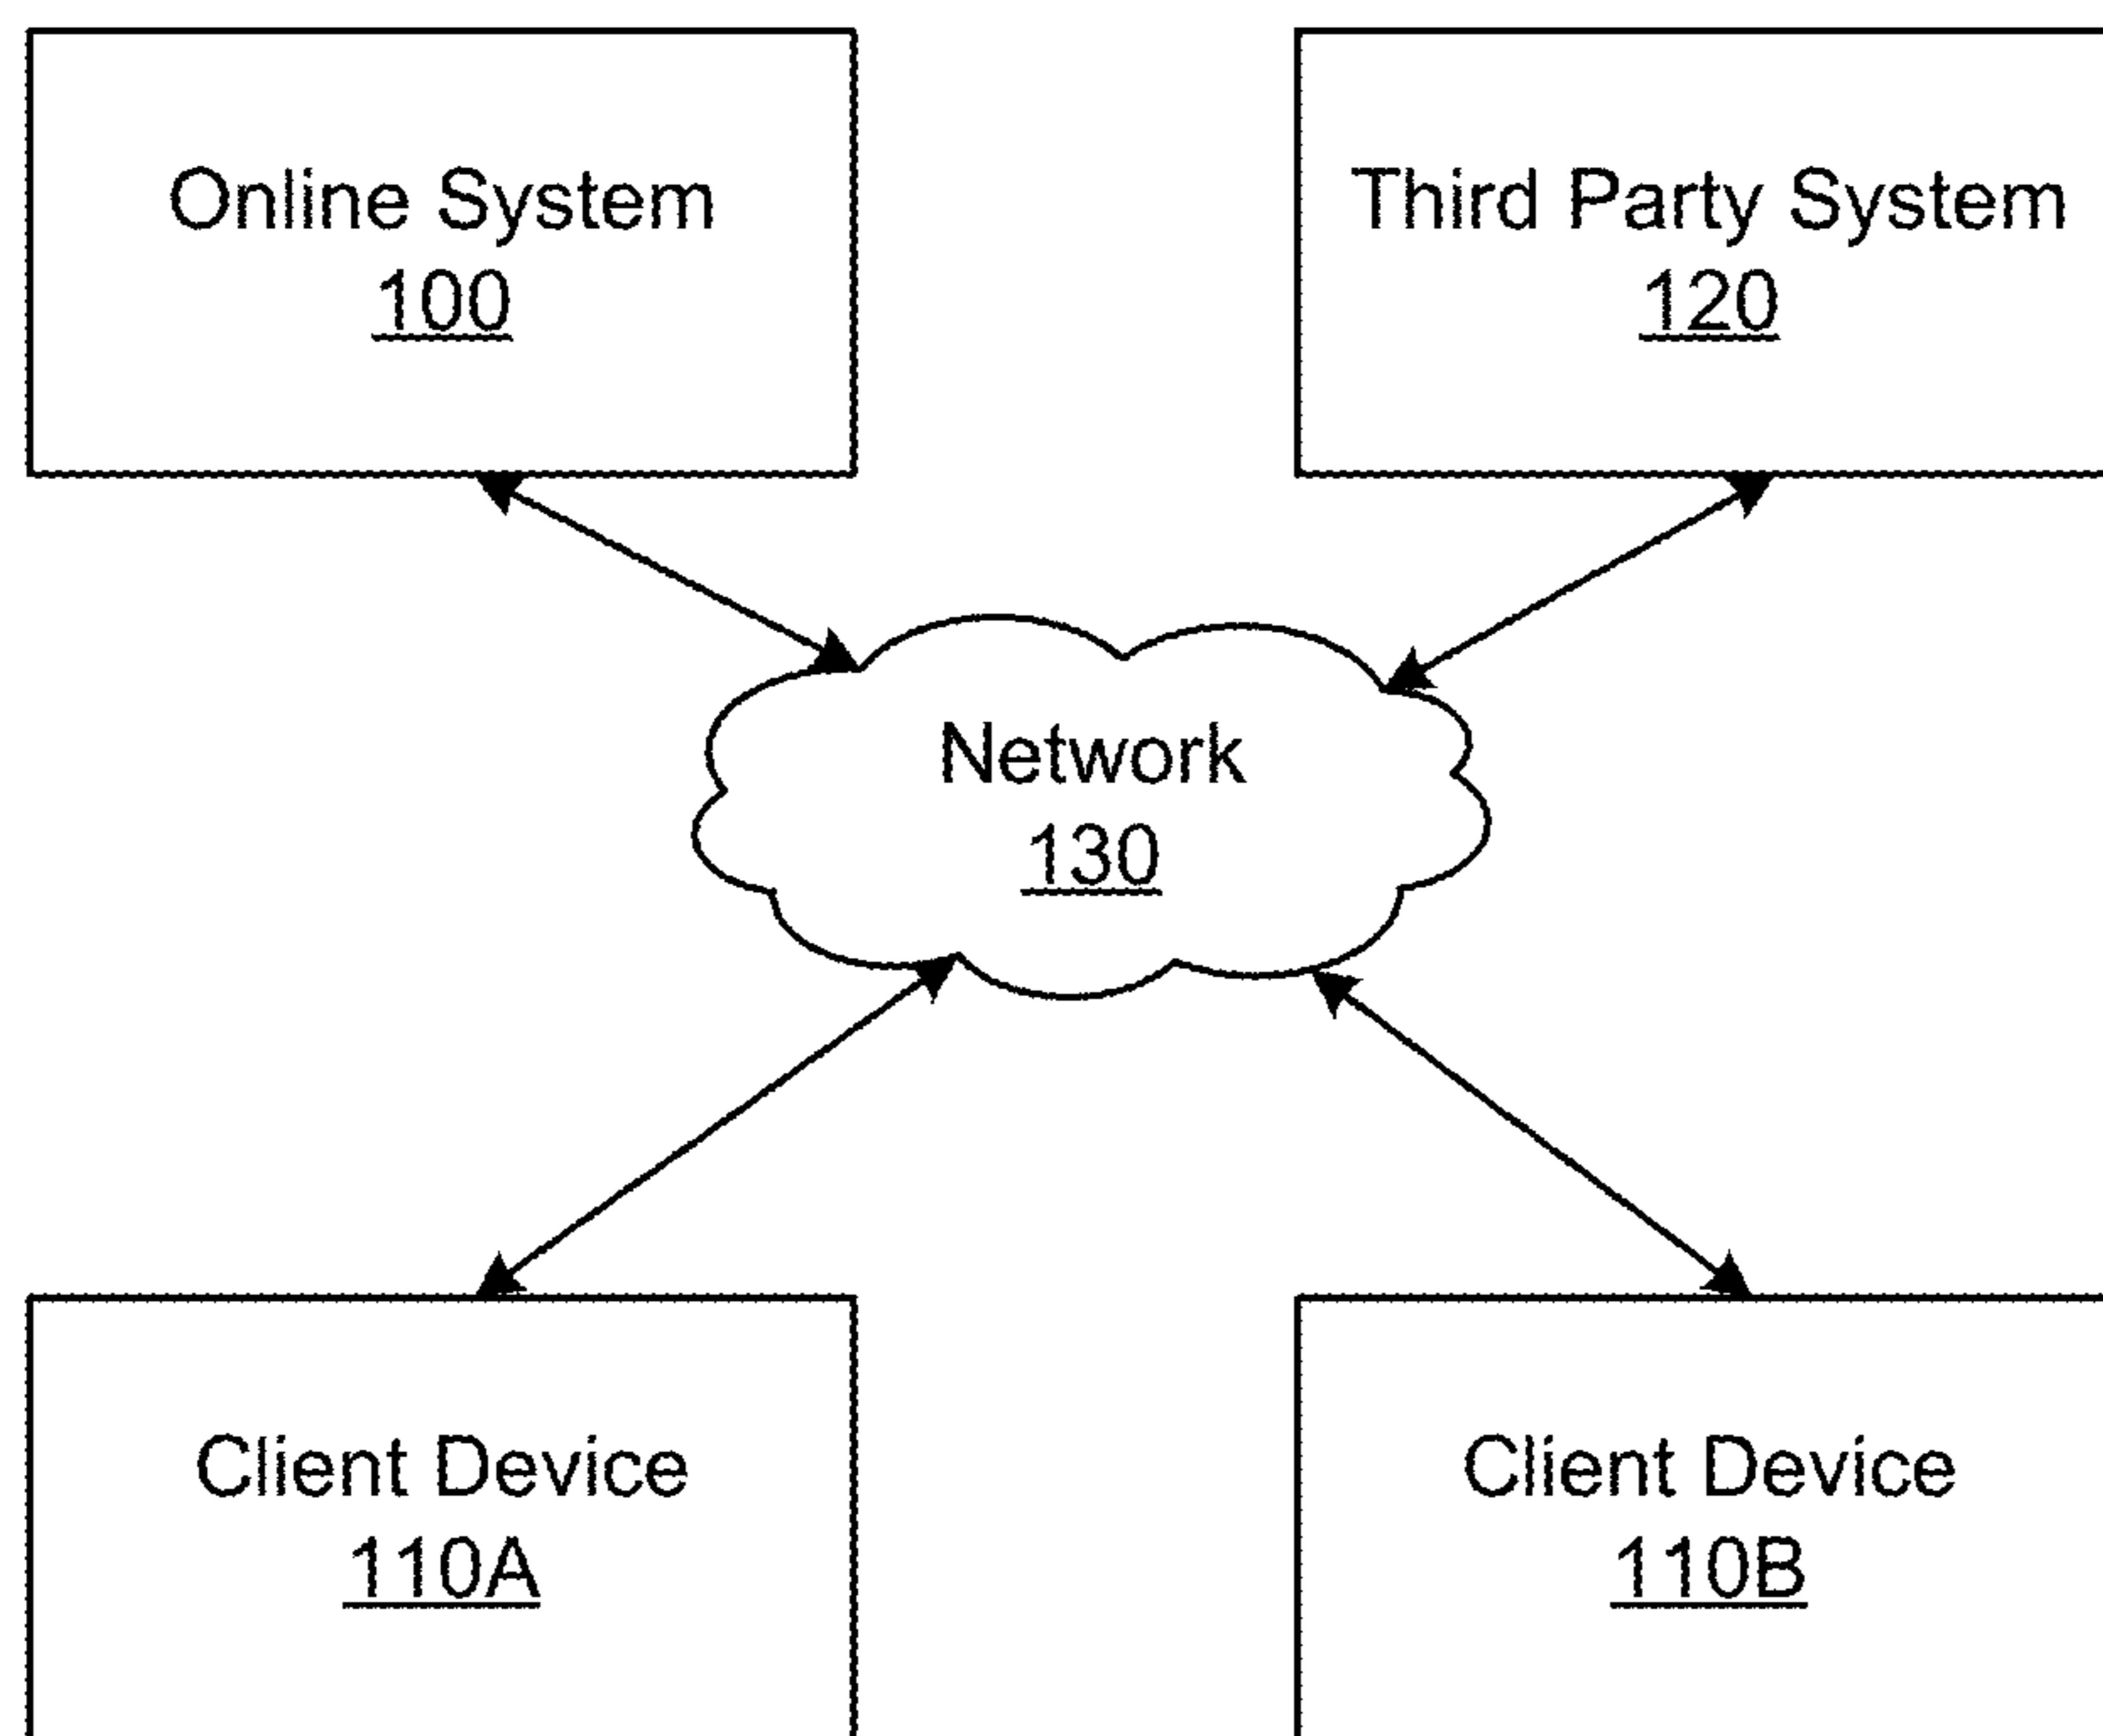 Online System
100
Third Party System
120
Network
130
Client Device
110A
Client Device
110B